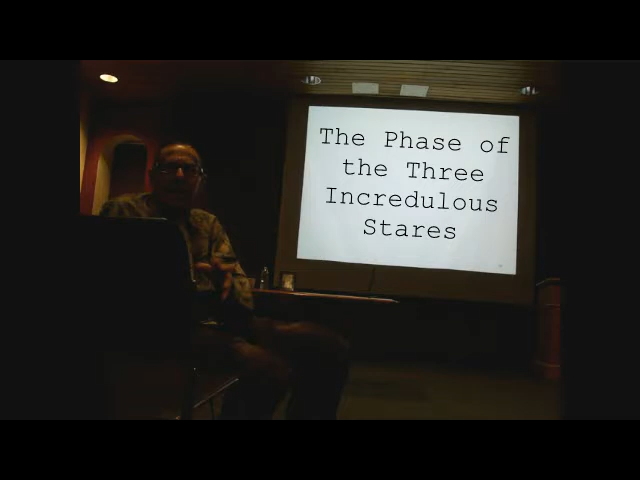 The Phase of
the Three
Incredulous
Stares